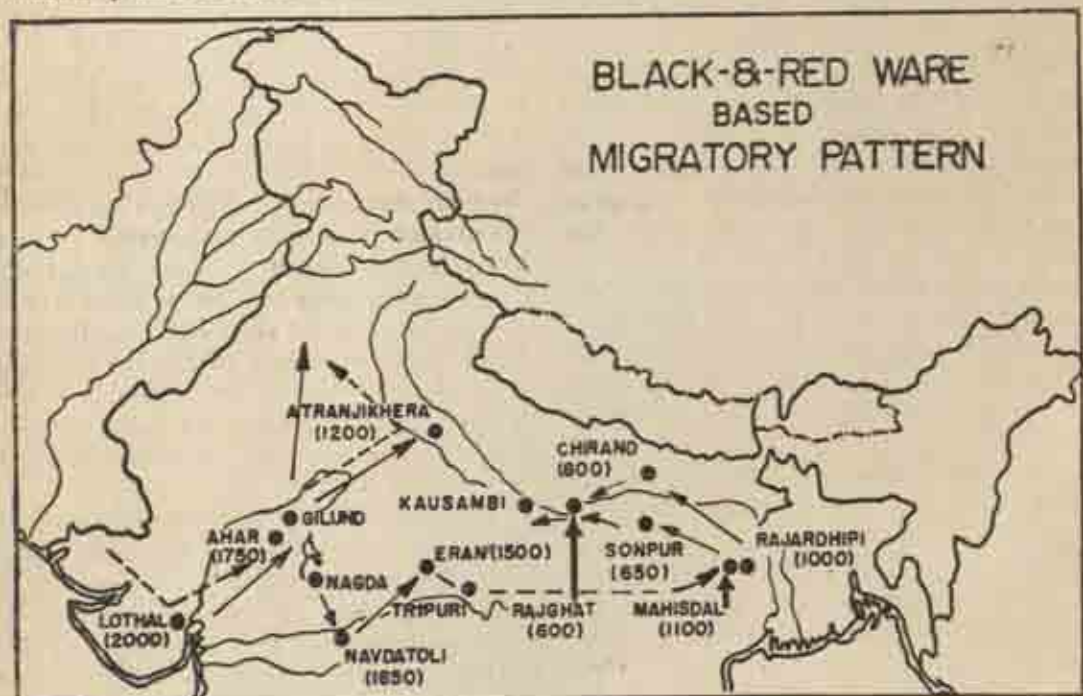 BLACK-&-RED WARE
BASED
MIGRATORY PATTERN
ATRANJIKHERA
(1200)
CHIRAND
(800)
KAUSAMBI
GILUND
AHAR
(1750)
ERAN (1500)
SONPUR
(650)
RAJARDHIPI
(1000)
NAGDA
TRIPURI
RAJGHAT
(600)
MAHISDAL
(1100)
LOTHAL
(2000)
NAVDATOLI
(1650)